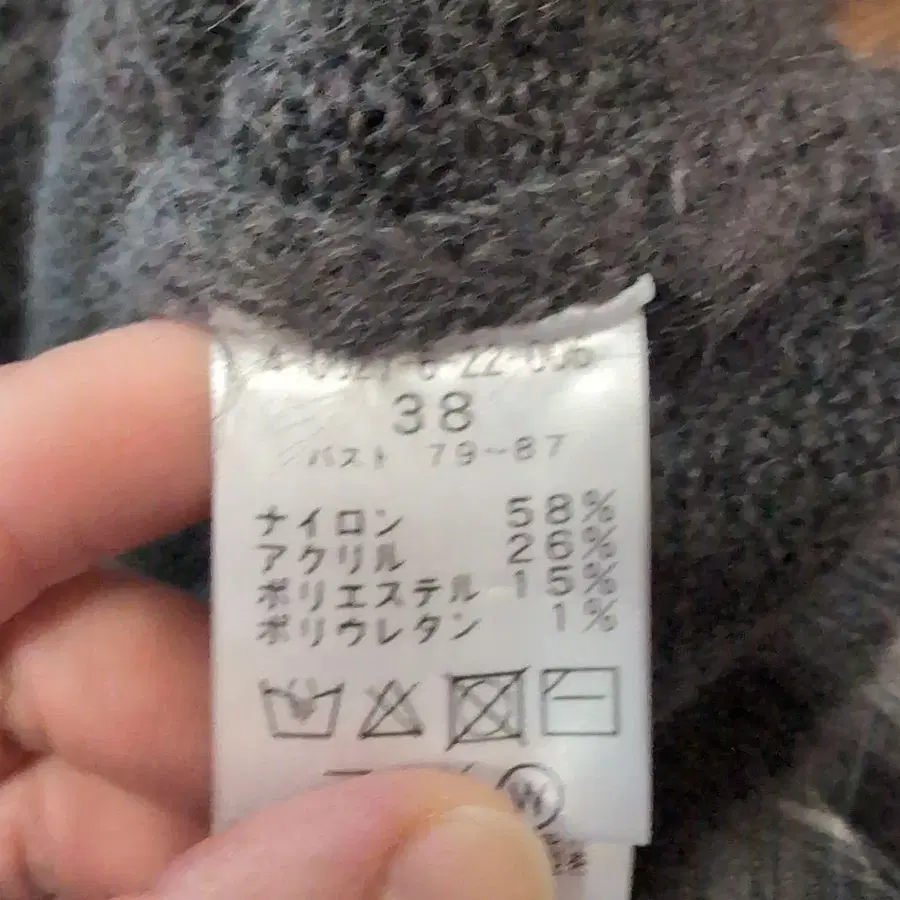 38
バスト 79~87
ナイロン 58%
アクリル 26%
ポリエステル 15%
ポリウレタン 1%
W